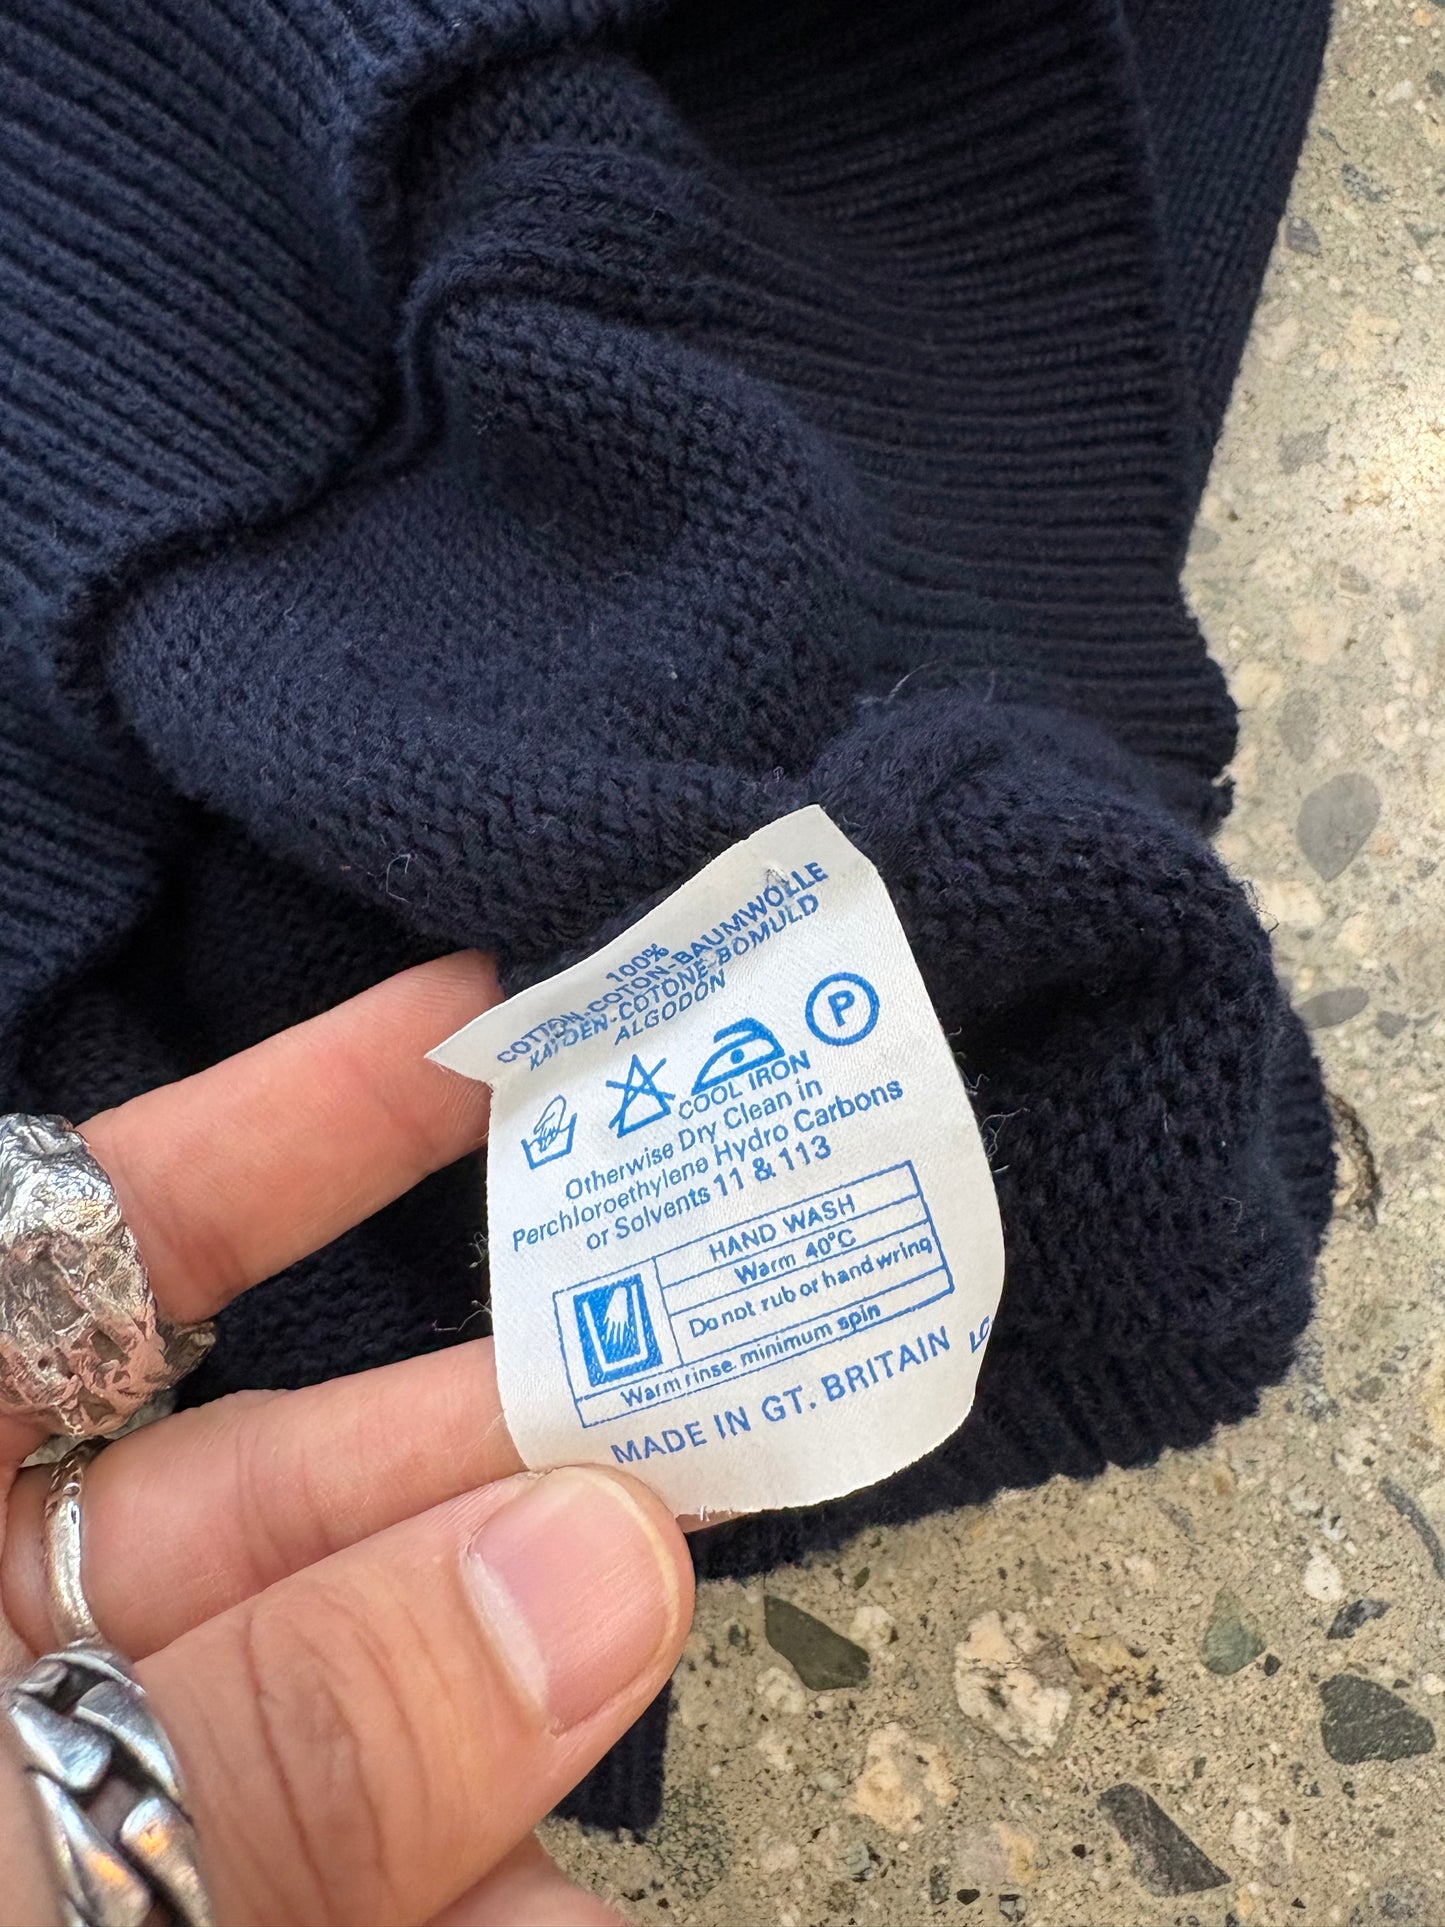 100%
COTTON-COTON-BAUMWOLLE
KATOEN-COTONE-BOMULD
ALGODÓN
P
COOL IRON
Otherwise Dry Clean in
Perchloroethylene Hydro Carbons
or Solvents 11 & 113
HAND WASH
Warm 40°C
Do not rub or hand wring
Warm rinse. minimum spin
MADE IN GT. BRITAIN